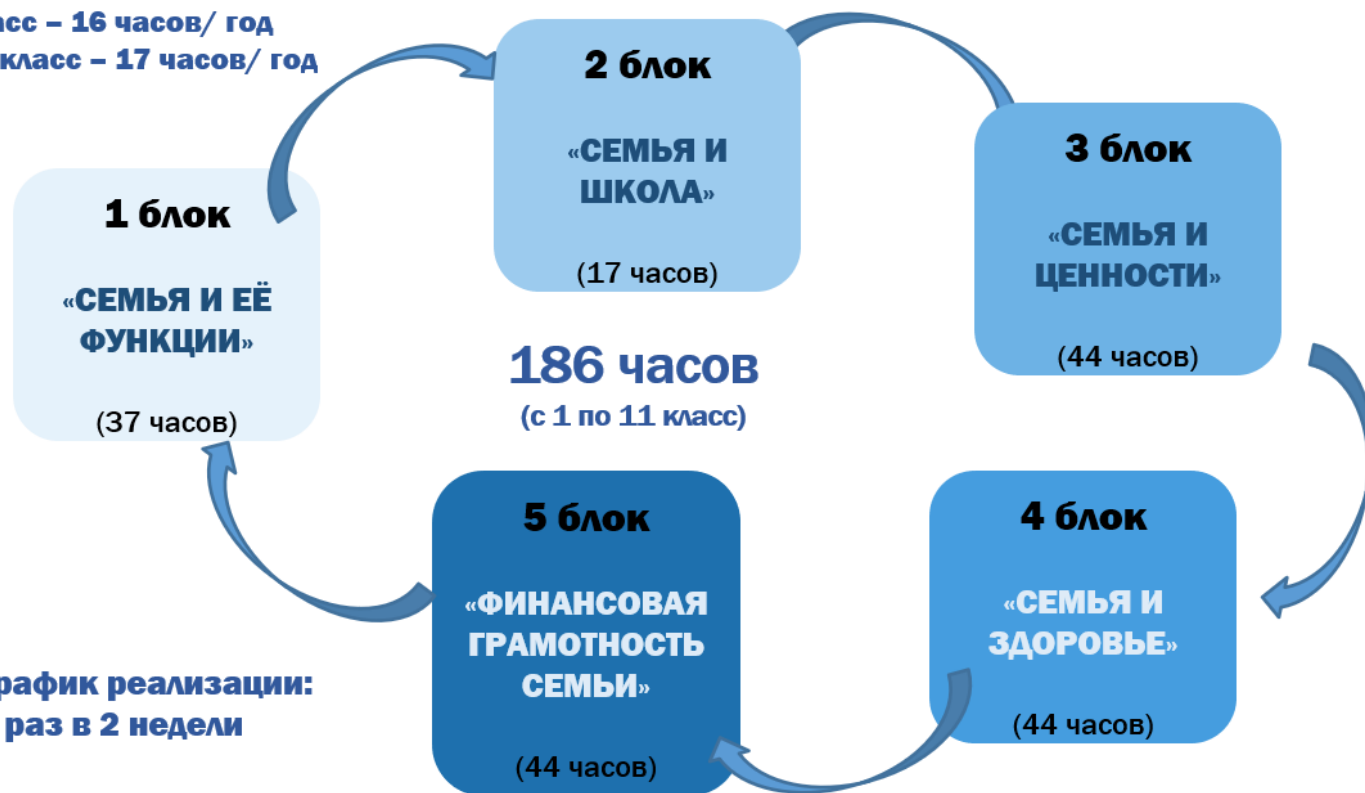 асс – 16 часов/ год
класс – 17 часов/ год
1 блок
«СЕМЬЯ И ЕЁ
ФУНКЦИИ»
(37 часов)
2 блок
«СЕМЬЯ И
ШКОЛА»
(17 часов)
3 блок
«СЕМЬЯ И
ЦЕННОСТИ»
(44 часов)
186 часов
(с 1 по 11 класс)
4 блок
«СЕМЬЯ И
ЗДОРОВЬЕ»
(44 часов)
5 блок
«ФИНАНСОВАЯ
ГРАМОТНОСТЬ
СЕМЬИ»
(44 часов)
рафик реализации:
раз в 2 недели